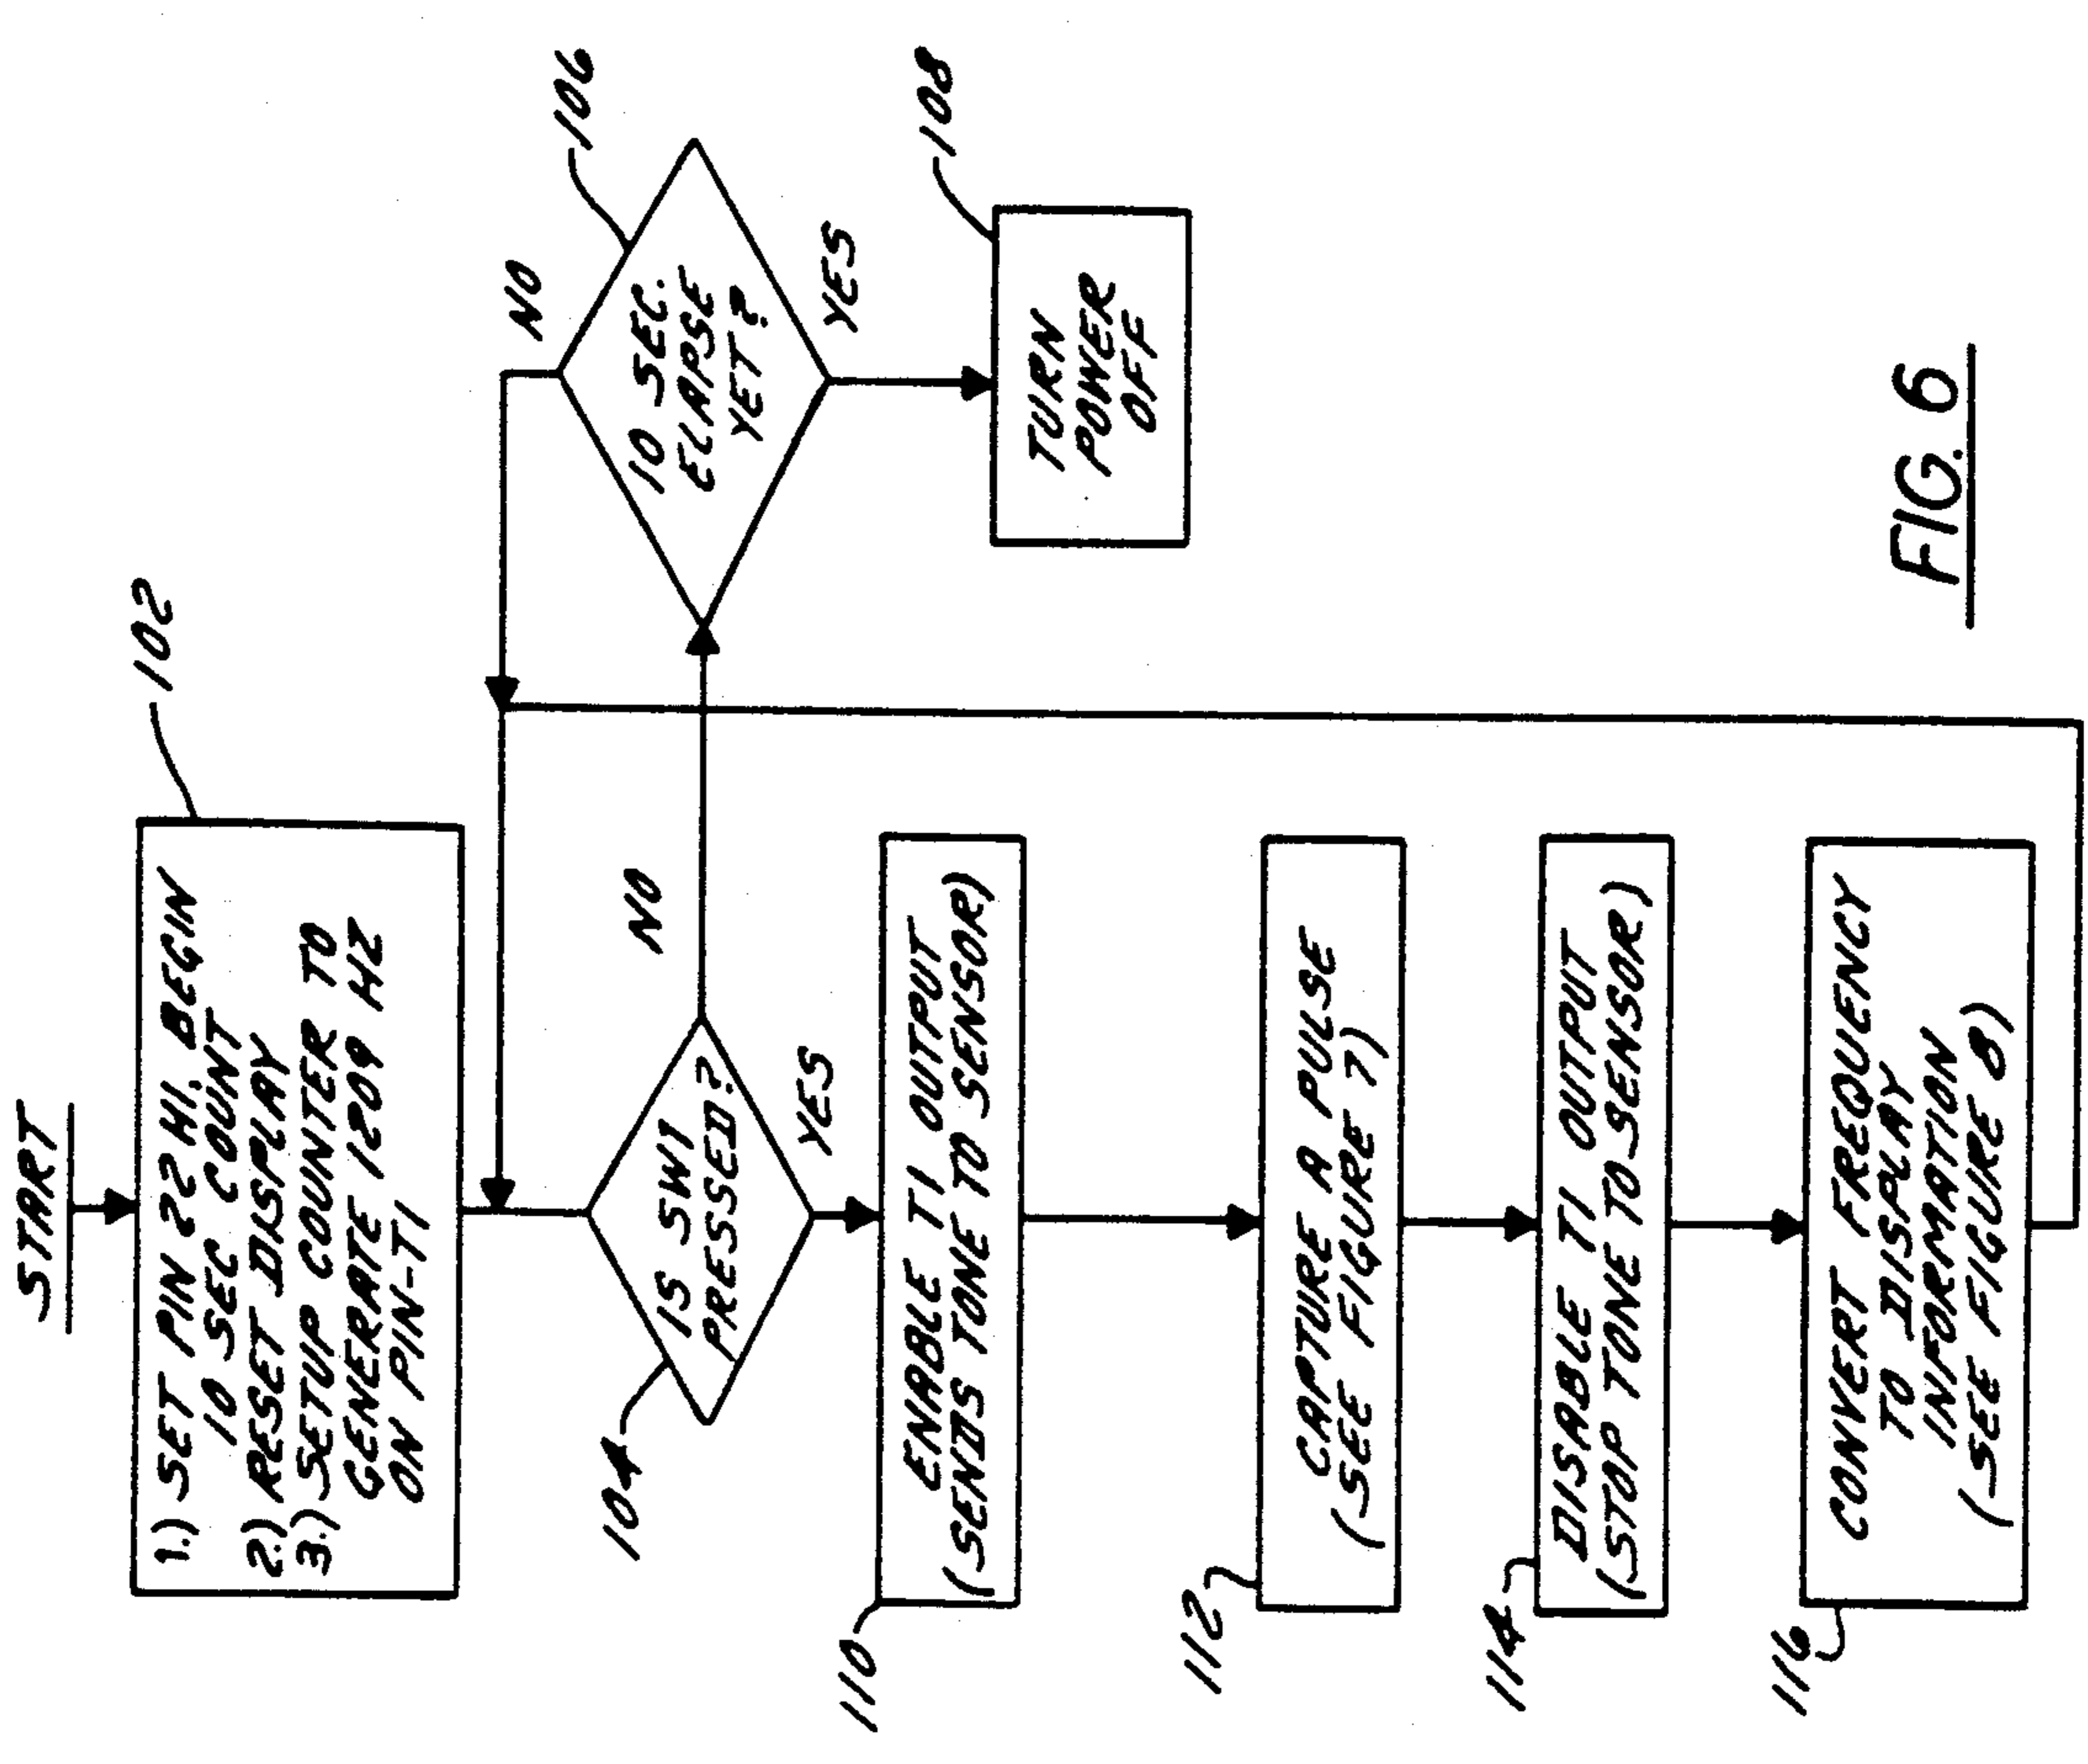 START
102
1.) SET PIN 22 HI. BEGIN
10 SEC COUNT
2.) RESET DISPLAY
3.) SETUP COUNTER TO
GENERATE 1209 HZ
ON PIN-T1
104
IS SW1
PRESSED?
NO
YES
106
10 SEC.
ELAPSE
YET?
NO
YES
108
TURN
POWER
OFF
110
ENABLE T1 OUTPUT
(SENDS TONE TO SENSOR)
112
CAPTURE A PULSE
(SEE FIGURE 7)
114
DISABLE T1 OUTPUT
(STOP TONE TO SENSOR)
116
CONVERT FREQUENCY
TO DISPLAY
INFORMATION
(SEE FIGURE 8)
FIG. 6